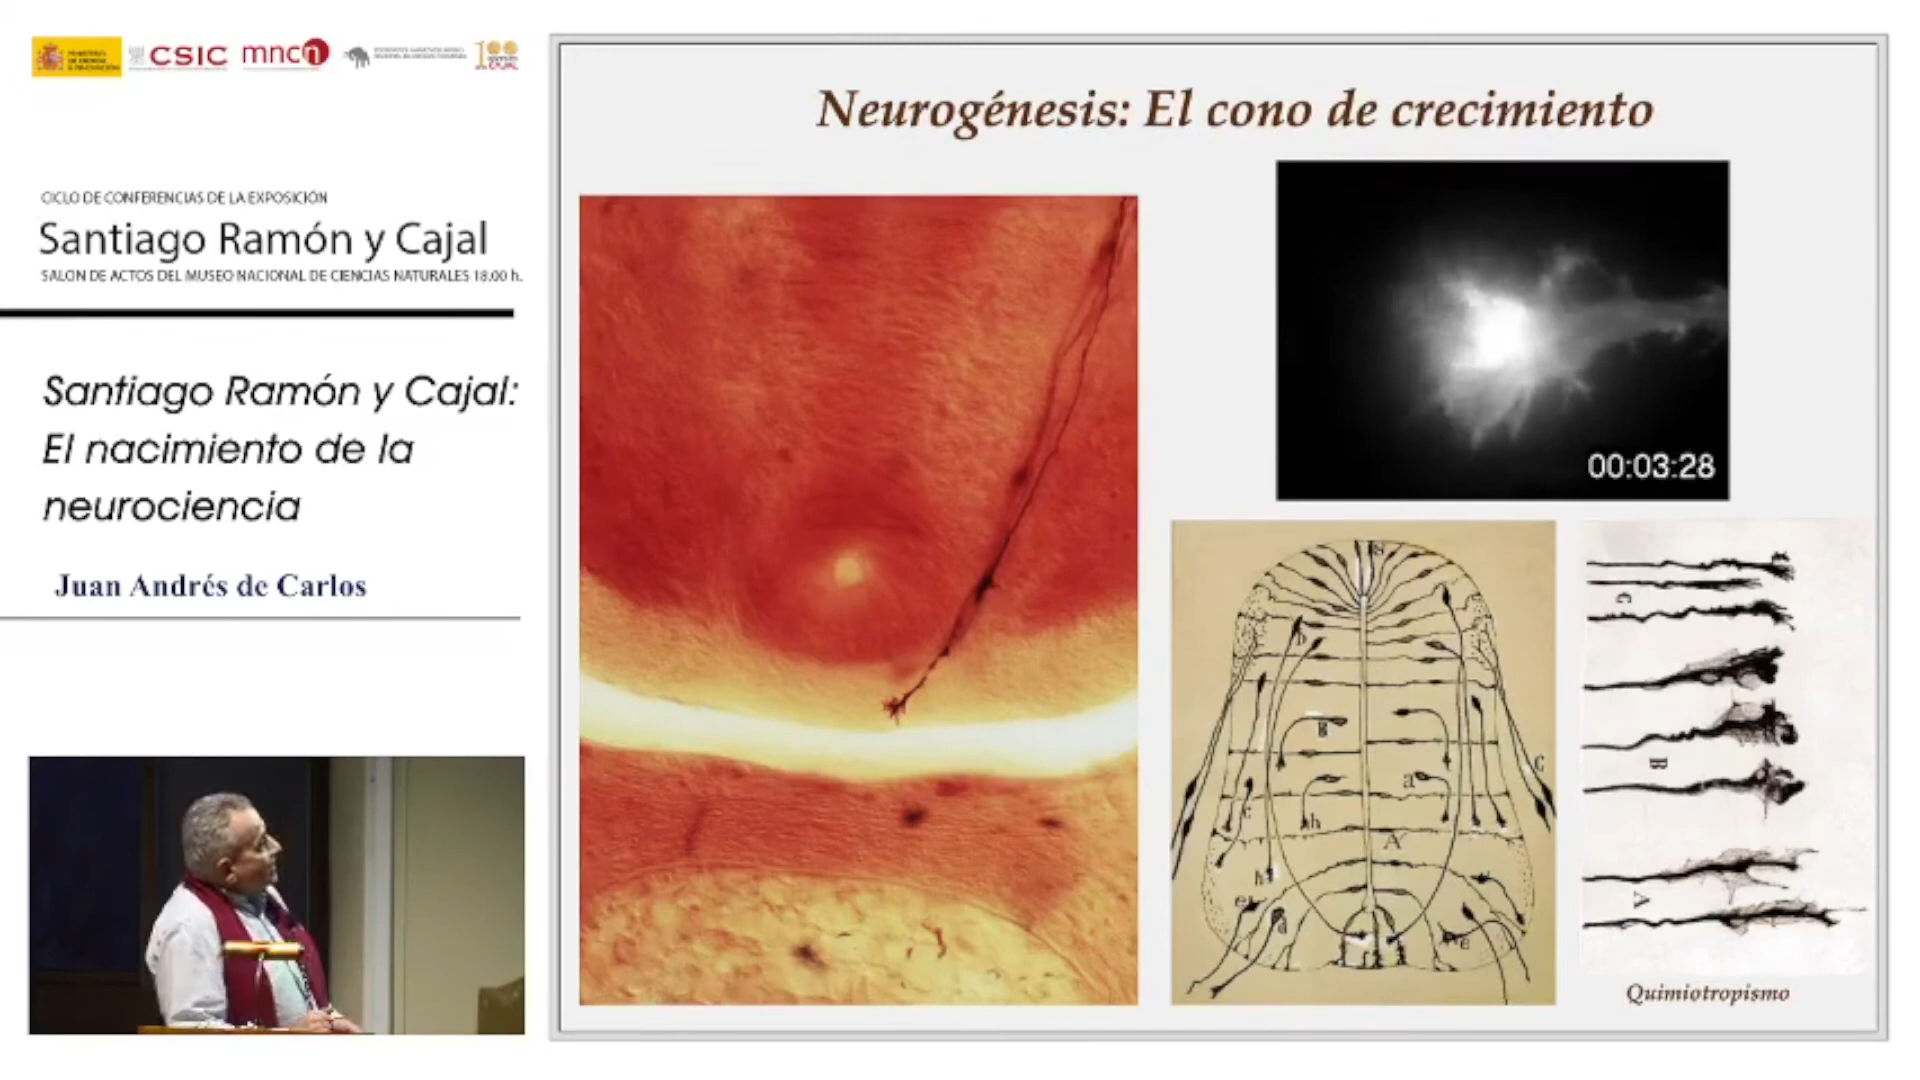 CSIC mncn
100
CAJAL
CICLO DE CONFERENCIAS DE LA EXPOSICIÓN
Santiago Ramón y Cajal
SALON DE ACTOS DEL MUSEO NACIONAL DE CIENCIAS NATURALES 18.00 h.
Santiago Ramón y Cajal:
El nacimiento de la
neurociencia
Juan Andrés de Carlos
Neurogénesis: El cono de crecimiento
00:03:28
S
b
B
a
C
c
h
A
h
e
d
e
C
B
A
Quimiotropismo